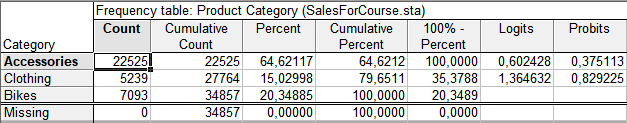 Frequency table: Product Category (SalesForCourse.sta)
Category Count Cumulative Count Percent Cumulative Percent 100% - Percent Logits Probits
Accessories 22525 22525 64,62117 64,6212 100,0000 0,602428 0,375113
Clothing 5239 27764 15,02998 79,6511 35,3788 1,364632 0,829225
Bikes 7093 34857 20,34885 100,0000 20,3489
Missing 0 34857 0,00000 100,0000 0,0000